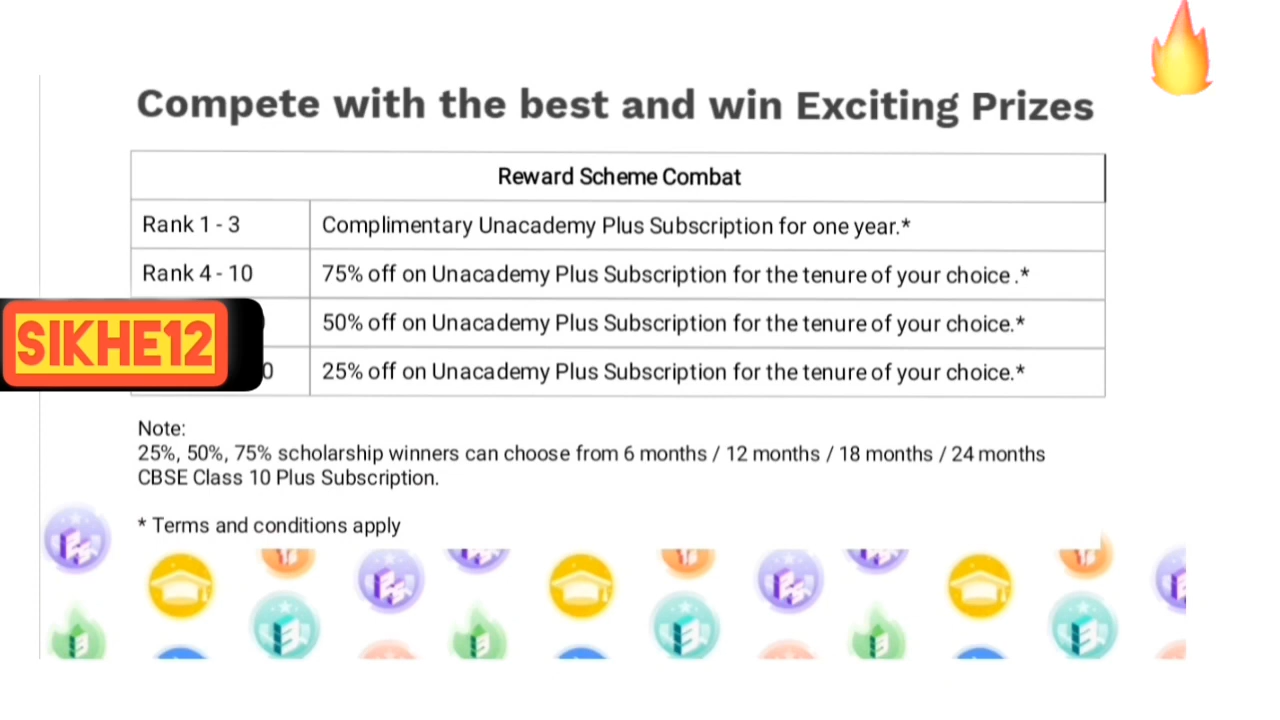 Compete with the best and win Exciting Prizes
Reward Scheme Combat
Rank 1 - 3 Complimentary Unacademy Plus Subscription for one year.*
Rank 4 - 10 75% off on Unacademy Plus Subscription for the tenure of your choice .*
50% off on Unacademy Plus Subscription for the tenure of your choice.*
SIKHE12
0 25% off on Unacademy Plus Subscription for the tenure of your choice.*
Note:
25%, 50%, 75% scholarship winners can choose from 6 months / 12 months / 18 months / 24 months
CBSE Class 10 Plus Subscription.
* Terms and conditions apply